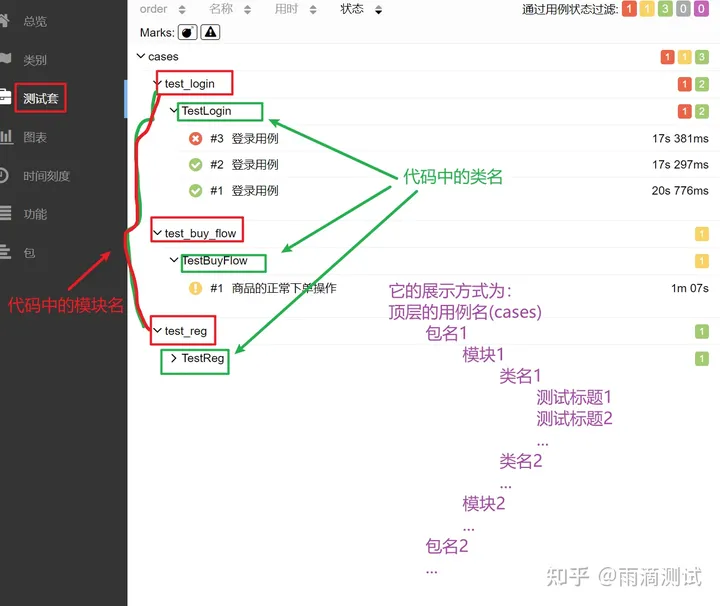 order 名称 用时 状态 通过用例状态过滤: 1 1 3 0 0
Marks:
总览
cases 1 1 3
类别
test_login 1 2
测试套
TestLogin 1 2
图表
#3 登录用例 17s 381ms
#2 登录用例 17s 297ms
时间刻度
代码中的类名
#1 登录用例 20s 776ms
功能
test_buy_flow 1
包
TestBuyFlow 1
#1 商品的正常下单操作 1m 07s
代码中的模块名
test_reg 1
TestReg 1
它的展示方式为:
顶层的用例名(cases)
包名1
模块1
类名1
测试标题1
测试标题2
...
类名2
...
模块2
...
包名2
...
知乎 @雨滴测试